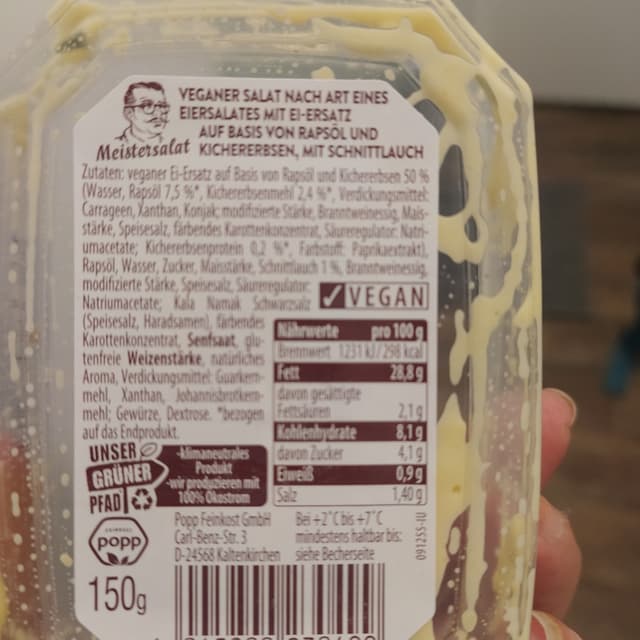 VEGANER SALAT NACH ART EINES
EIERSALATES MIT EI-ERSATZ
AUF BASIS VON RAPSÖL UND
KICHERERBSEN, MIT SCHNITTLAUCH
Meistersalat
Zutaten: veganer Ei-Ersatz auf Basis von Rapsöl und Kichererbsen 50 %
(Wasser, Rapsöl 7,5 %*, Kichererbsenmehl 2,4 %*, Verdickungsmittel:
Carrageen, Xanthan, Konjak; modifizierte Stärke, Branntweinessig, Mais-
stärke, Speisesalz, färbendes Karottenkonzentrat, Säureregulator: Natri-
umacetate; Kichererbsenprotein 0,2 %*, Farbstoff: Paprikaextrakt),
Rapsöl, Wasser, Zucker, Maisstärke, Schnittlauch 1 %, Branntweinessig,
modifizierte Stärke, Speisesalz, Säureregulator:
Natriumacetate; Kala Namak Schwarzsalz
(Speisesalz, Haradsamen), färbendes
Karottenkonzentrat, Senfsaat, glu-
tenfreie Weizenstärke, natürliches
Aroma, Verdickungsmittel: Guarkern-
mehl, Xanthan, Johannisbrotkern-
mehl; Gewürze, Dextrose. *bezogen
auf das Endprodukt.
✓VEGAN
Nährwerte pro 100 g
Brennwert 1231 kJ/298 kcal
Fett 28,8 g
davon gesättigte
Fettsäuren 2,1 g
Kohlenhydrate 8,1 g
davon Zucker 4,1 g
Eiweiß 0,9 g
Salz 1,40 g
UNSER
GRÜNER
PFAD
-klimaneutrales
Produkt
-wir produzieren mit
100% Ökostrom
popp
Popp Feinkost GmbH
Carl-Benz-Str. 3
D-24568 Kaltenkirchen
Bei +2°C bis +7°C
mindestens haltbar bis:
siehe Becherseite
091255-IU
150g